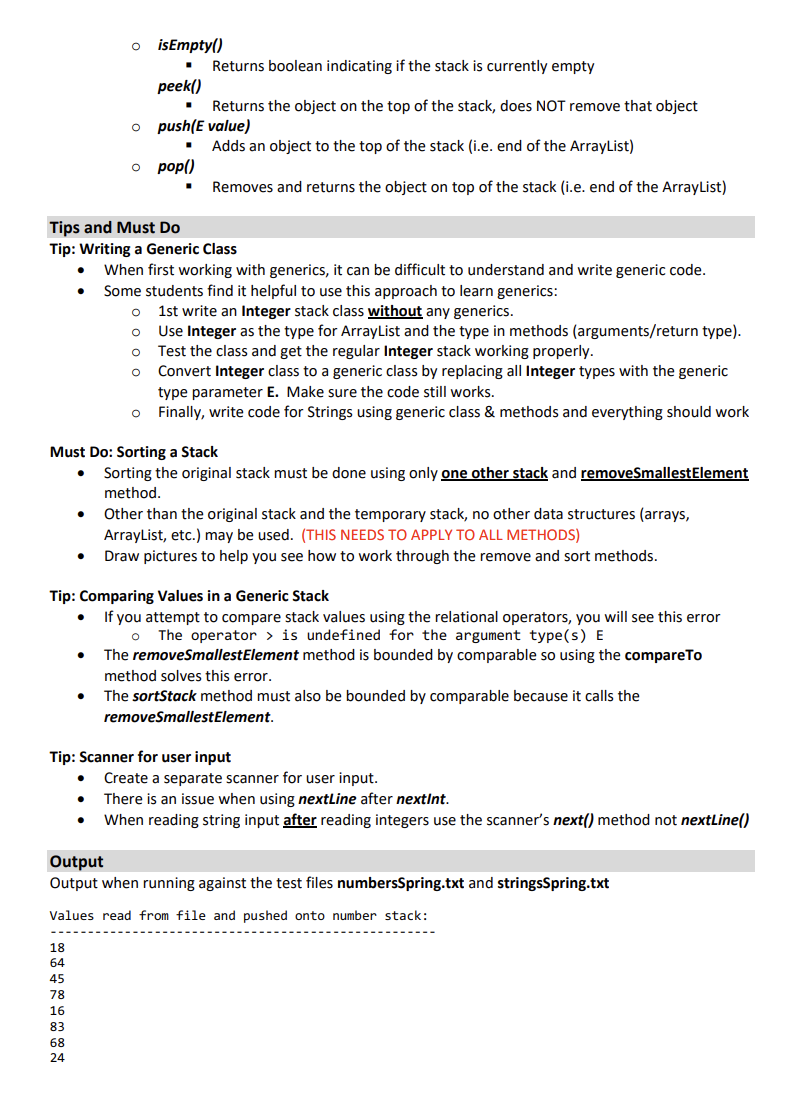 o isEmpty()
▪ Returns boolean indicating if the stack is currently empty
peek()
▪ Returns the object on the top of the stack, does NOT remove that object
o push(E value)
▪ Adds an object to the top of the stack (i.e. end of the ArrayList)
o pop()
▪ Removes and returns the object on top of the stack (i.e. end of the ArrayList)
Tips and Must Do
Tip: Writing a Generic Class
• When first working with generics, it can be difficult to understand and write generic code.
• Some students find it helpful to use this approach to learn generics:
o 1st write an Integer stack class without any generics.
o Use Integer as the type for ArrayList and the type in methods (arguments/return type).
o Test the class and get the regular Integer stack working properly.
o Convert Integer class to a generic class by replacing all Integer types with the generic
type parameter E. Make sure the code still works.
o Finally, write code for Strings using generic class & methods and everything should work
Must Do: Sorting a Stack
• Sorting the original stack must be done using only one other stack and removeSmallestElement
method.
• Other than the original stack and the temporary stack, no other data structures (arrays,
ArrayList, etc.) may be used. (THIS NEEDS TO APPLY TO ALL METHODS)
• Draw pictures to help you see how to work through the remove and sort methods.
Tip: Comparing Values in a Generic Stack
• If you attempt to compare stack values using the relational operators, you will see this error
o The operator > is undefined for the argument type(s) E
• The removeSmallestElement method is bounded by comparable so using the compareTo
method solves this error.
• The sortStack method must also be bounded by comparable because it calls the
removeSmallestElement.
Tip: Scanner for user input
• Create a separate scanner for user input.
• There is an issue when using nextLine after nextInt.
• When reading string input after reading integers use the scanner's next() method not nextLine()
Output
Output when running against the test files numbersSpring.txt and stringsSpring.txt
Values read from file and pushed onto number stack:
----------------------------------------------------
18
64
45
78
16
83
68
24